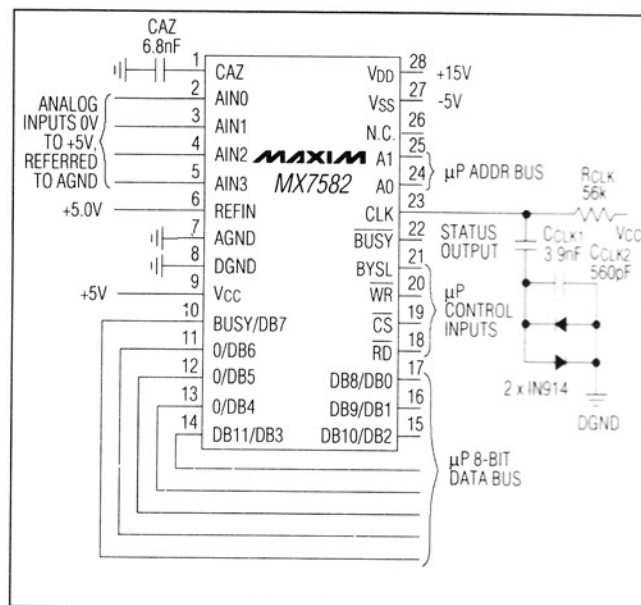 CAZ
6.8nF
ANALOG
INPUTS 0V
TO +5V,
REFERRED
TO AGND
+5.0V
+5V
1 CAZ
2 AIN0
3 AIN1
4 AIN2
5 AIN3
6 REFIN
7 AGND
8 DGND
9 VCC
10 BUSY/DB7
11 0/DB6
12 0/DB5
13 0/DB4
14 DB11/DB3
MAXIM
MX7582
VDD 28 +15V
VSS 27 -5V
N.C. 26
A1 25
A0 24
µP ADDR BUS
CLK 23
BUSY 22
STATUS
OUTPUT
BYSL 21
WR 20
CS 19
RD 18
µP
CONTROL
INPUTS
DB8/DB0 17
DB9/DB1 16
DB10/DB2 15
µP 8-BIT
DATA BUS
RCLK
56k
VCC
CCLK1
3.9nF
CCLK2
560pF
2 x IN914
DGND